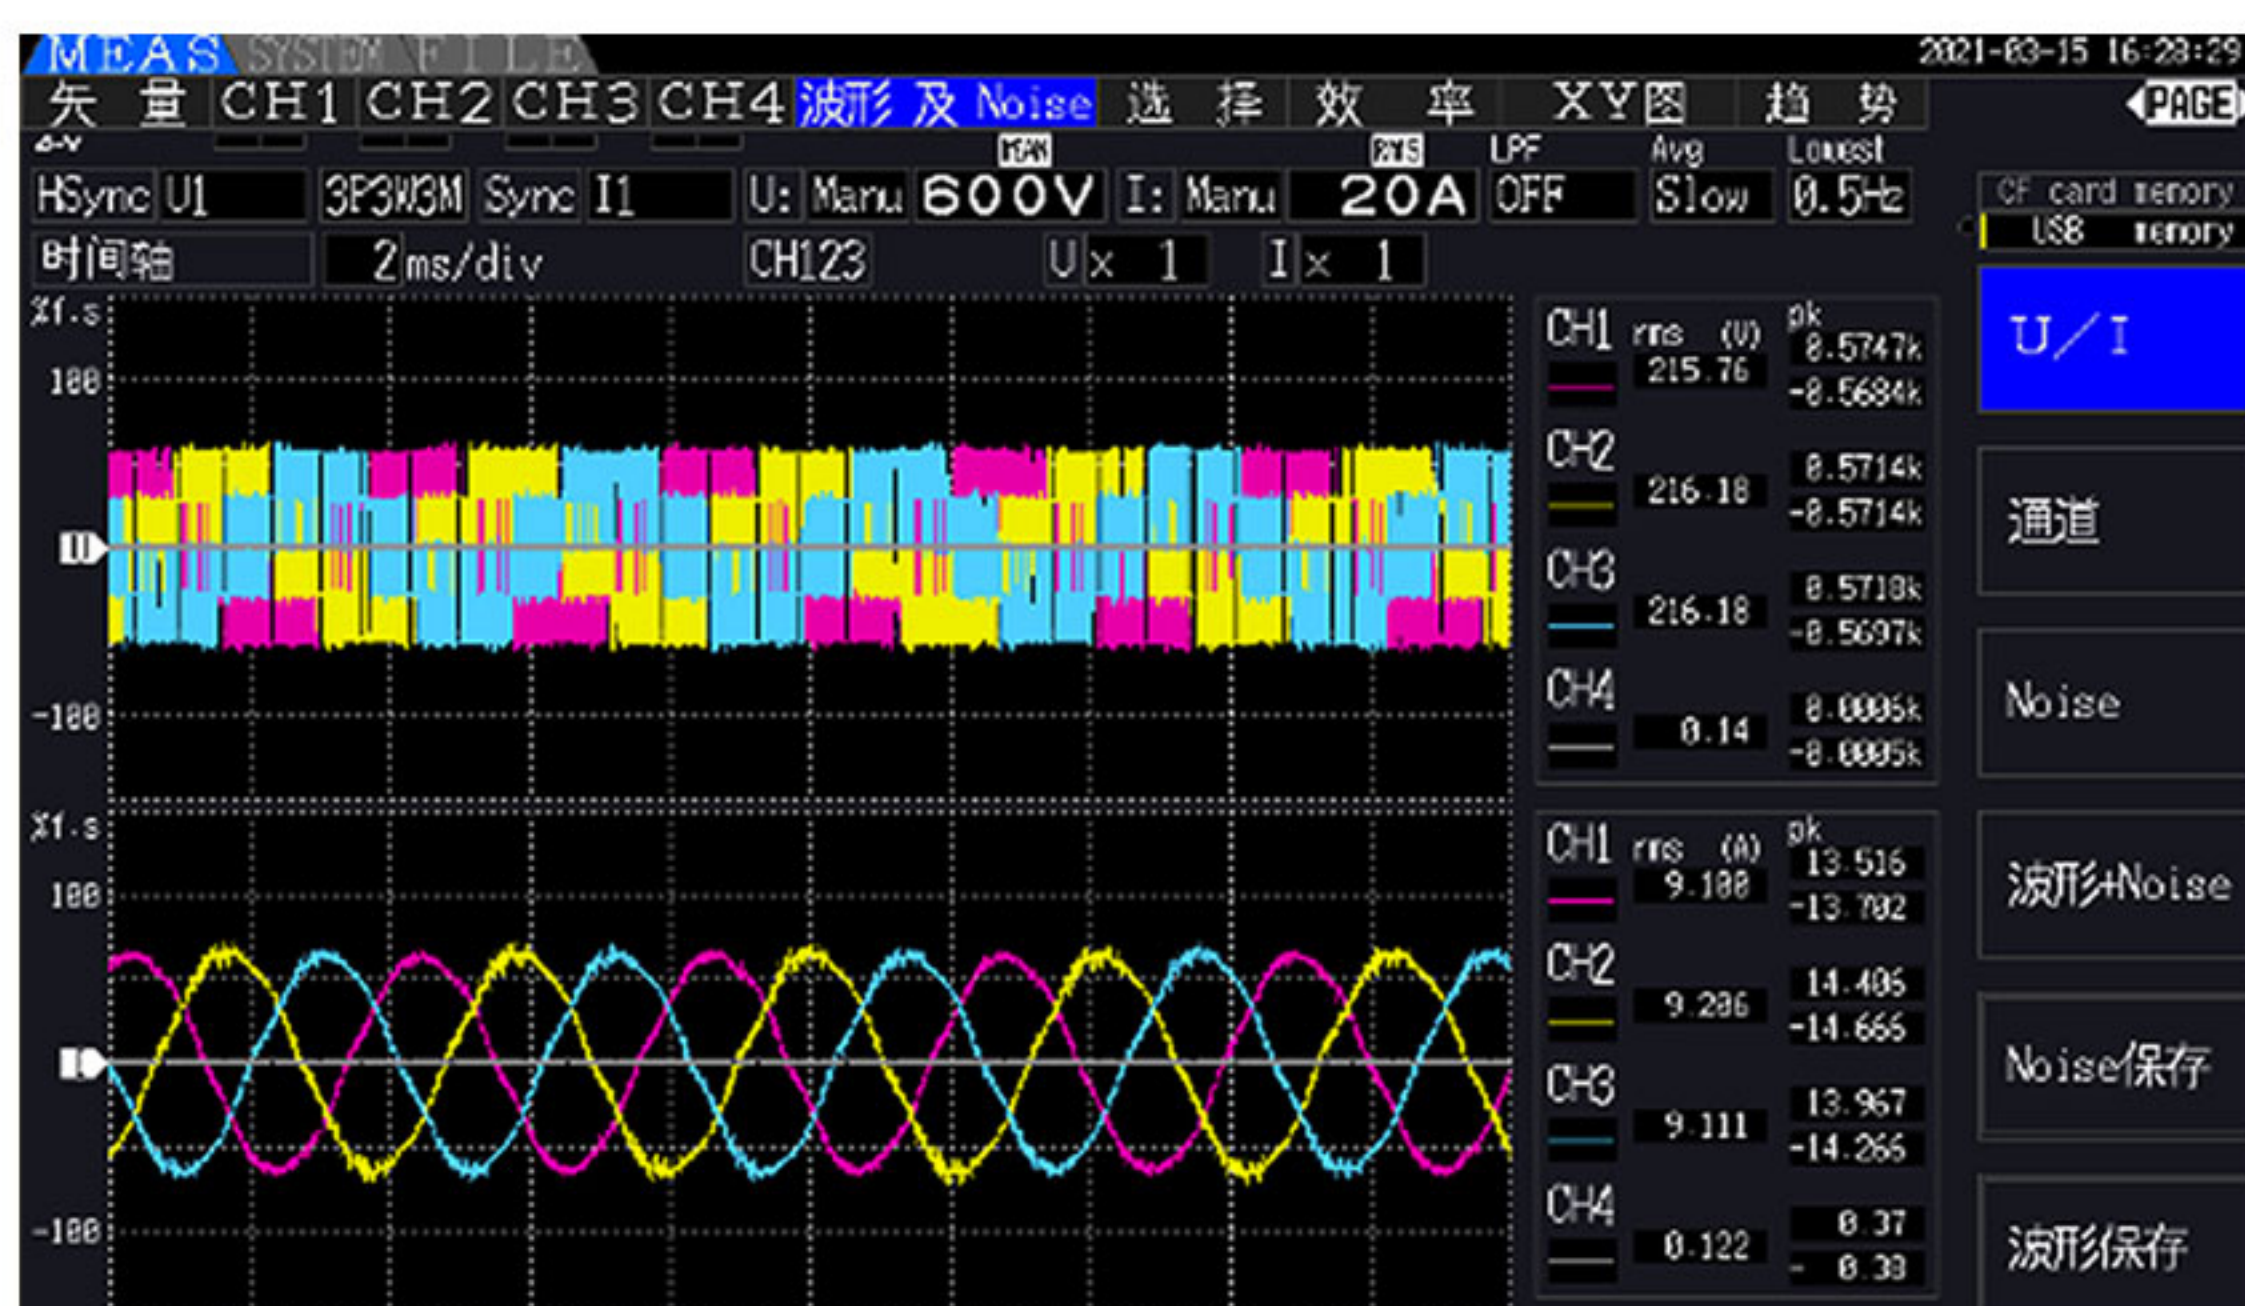 MEAS SYSTEM FILE 2021-03-15 16:28:29
矢量 CH1 CH2 CH3 CH4 波形及Noise 选择 效率 XY图 趋势 PAGE
MEAN RMS LPF Avg Lowest
HSync U1 3P3W3M Sync I1 U: Manu 600V I: Manu 20A OFF Slow 0.5Hz
CF card memory
USB memory
时间轴 2ms/div CH123 U× 1 I× 1
%f.s
100
U
-100
CH1 rms (V) pk
215.76 0.5747k
-0.5684k
CH2
216.18 0.5714k
-0.5714k
CH3
216.18 0.5718k
-0.5697k
CH4
0.14 0.0006k
-0.0005k
%f.s
100
I
-100
CH1 rms (A) pk
9.100 13.516
-13.702
CH2
9.206 14.406
-14.666
CH3
9.111 13.967
-14.266
CH4
0.122 0.37
- 0.38
U/I
通道
Noise
波形+Noise
Noise保存
波形保存